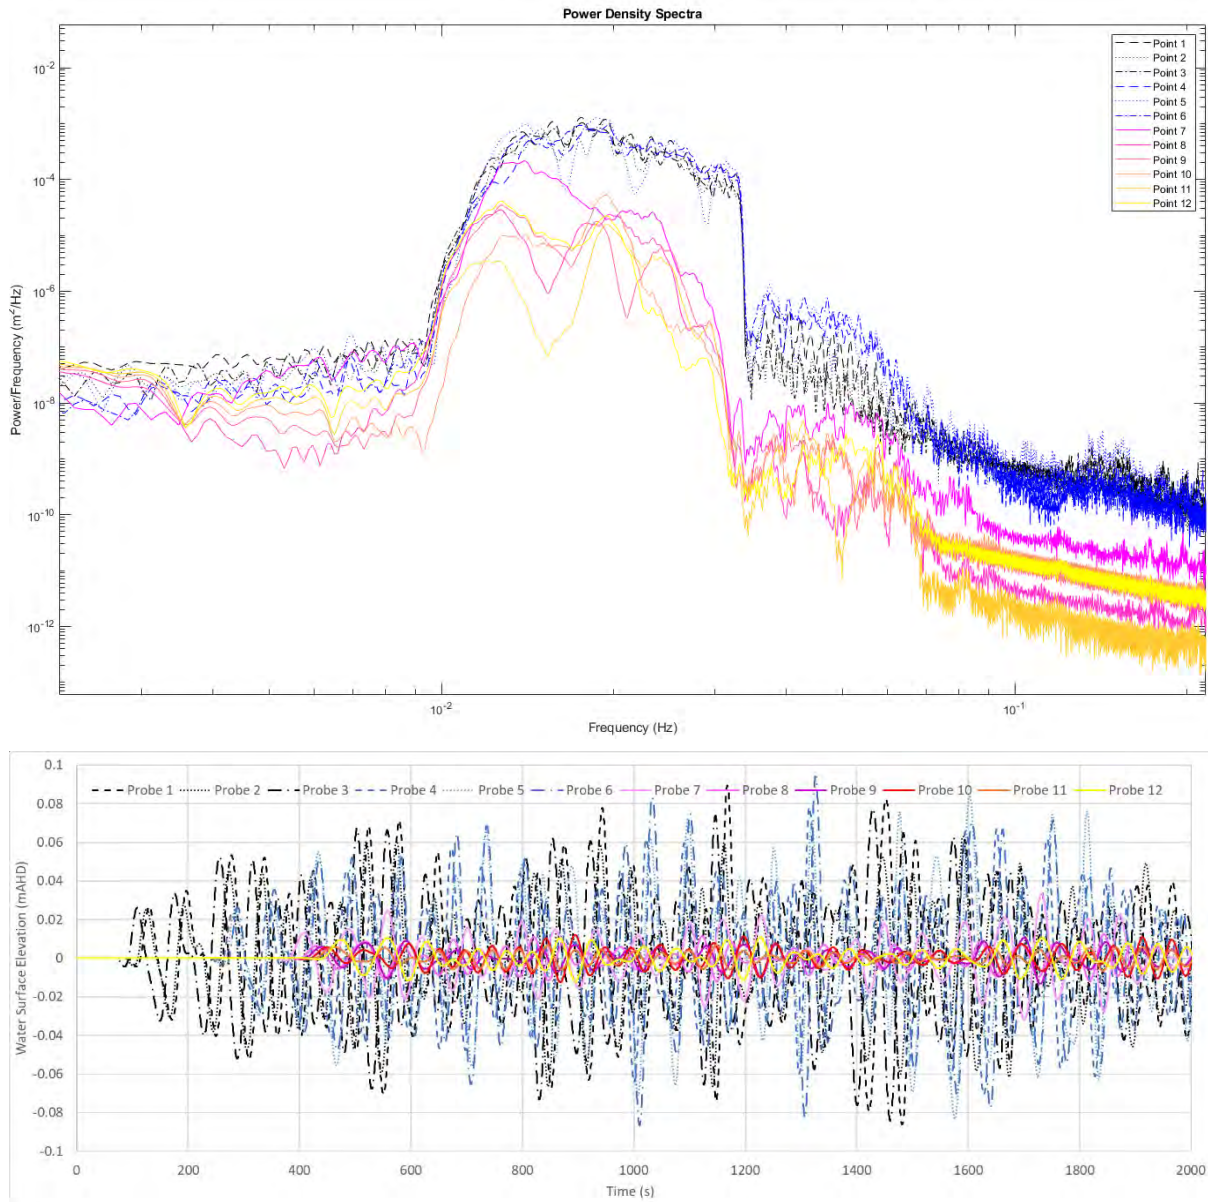 Power Density Spectra
Point 1
Point 2
Point 3
Point 4
Point 5
Point 6
Point 7
Point 8
Point 9
Point 10
Point 11
Point 12
10^-2
10^-4
10^-6
10^-8
10^-10
10^-12
Power/Frequency (m²/Hz)
10^-2 10^-1
Frequency (Hz)
Probe 1 Probe 2 Probe 3 Probe 4 Probe 5 Probe 6 Probe 7 Probe 8 Probe 9 Probe 10 Probe 11 Probe 12
0.1
0.08
0.06
0.04
0.02
0
-0.02
-0.04
-0.06
-0.08
-0.1
Water Surface Elevation (mAHD)
0 200 400 600 800 1000 1200 1400 1600 1800 2000
Time (s)